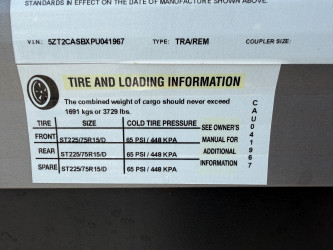 STANDARDS IN EFFECT ON THE DATE OF MANUFACTURE SHOWN ABOVE.
V.I.N.: 5ZT2CASBXPU041967 TYPE: TRA/REM COUPLER SIZE:
TIRE AND LOADING INFORMATION
The combined weight of cargo should never exceed
1691 kgs or 3729 lbs.
TIRE SIZE COLD TIRE PRESSURE SEE OWNER'S
FRONT ST225/75R15/D 65 PSI / 448 KPA MANUAL FOR
REAR ST225/75R15/D 65 PSI / 448 KPA ADDITIONAL
SPARE ST225/75R15/D 65 PSI / 448 KPA INFORMATION
CAU041967